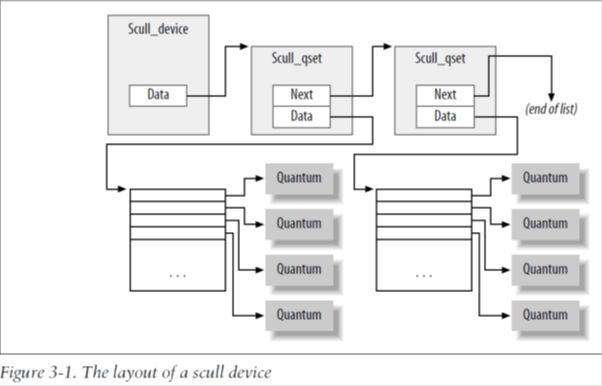 Scull_device
Scull_qset
Scull_qset
Data
Next
Next
Data
Data
(end of list)
Quantum
Quantum
Quantum
Quantum
Quantum
Quantum
. . .
Quantum
. . .
Quantum
Figure 3-1. The layout of a scull device